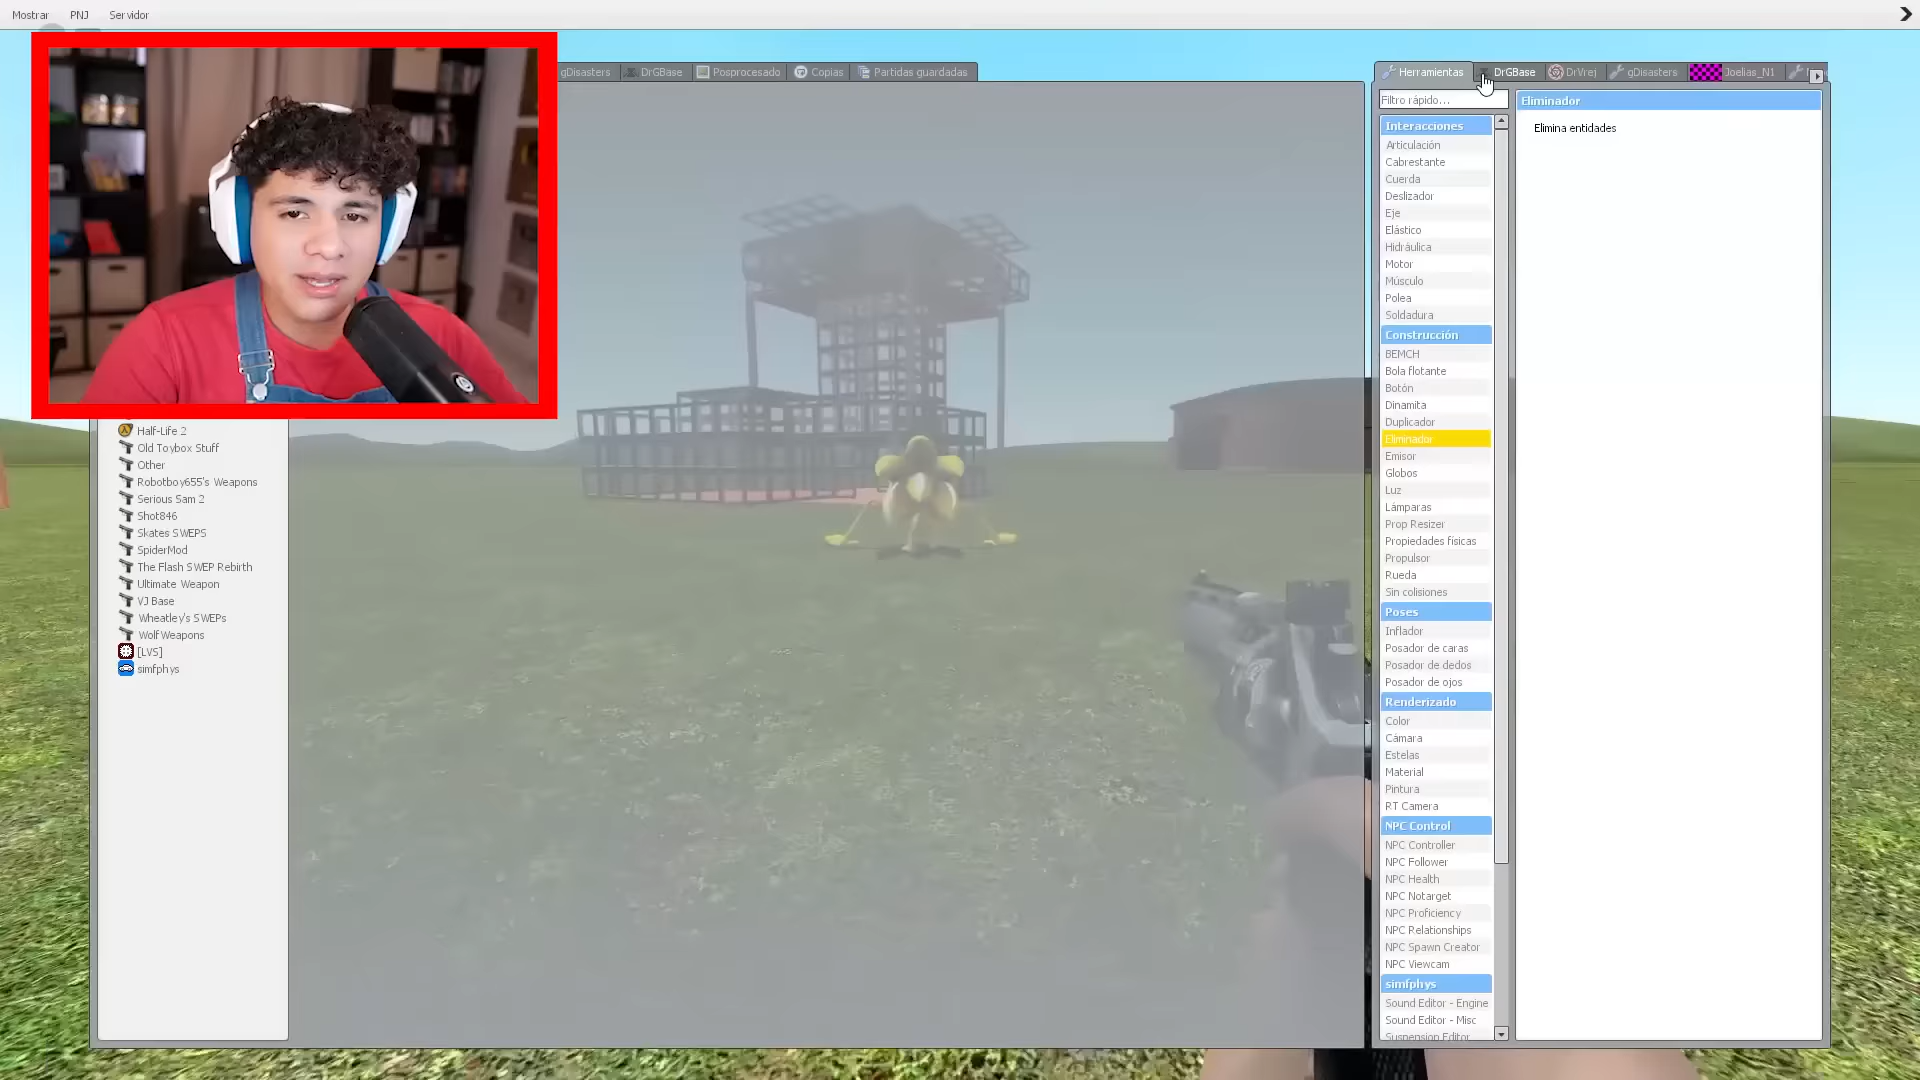 Mostrar PNJ Servidor
gDisasters DrGBase Posprocesado Copias Partidas guardadas
Half-Life 2
Old Toybox Stuff
Other
Robotboy655's Weapons
Serious Sam 2
Shot846
Skates SWEPS
SpiderMod
The Flash SWEP Rebirth
Ultimate Weapon
VJ Base
Wheatley's SWEPs
WolfWeapons
[LVS]
simfphys
Herramientas DrGBase DrVrej gDisasters Joelias_N1
Filtro rápido...
Interacciones
Articulación
Cabrestante
Cuerda
Deslizador
Eje
Elástico
Hidráulica
Motor
Músculo
Polea
Soldadura
Construcción
BEMCH
Bola flotante
Botón
Dinamita
Duplicador
Eliminador
Emisor
Globos
Luz
Lámparas
Prop Resizer
Propiedades físicas
Propulsor
Rueda
Sin colisiones
Poses
Inflador
Posador de caras
Posador de dedos
Posador de ojos
Renderizado
Color
Cámara
Estelas
Material
Pintura
RT Camera
NPC Control
NPC Controller
NPC Follower
NPC Health
NPC Notarget
NPC Proficiency
NPC Relationships
NPC Spawn Creator
NPC Viewcam
simfphys
Sound Editor - Engine
Sound Editor - Misc
Suspension Editor
Eliminador
Elimina entidades